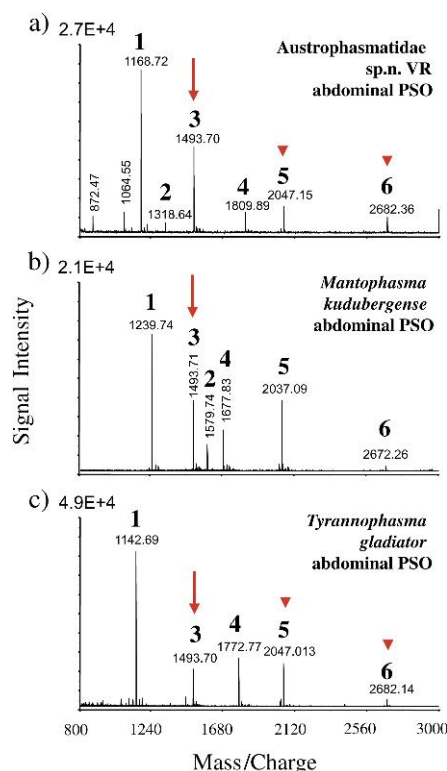 a) 2.7E+4
Austrophasmatidae
sp.n. VR
abdominal PSO
1
1168.72
3
1493.70
872.47
1064.55
2
1318.64
4
1809.89
5
2047.15
6
2682.36
b) 2.1E+4
Mantophasma
kudubergense
abdominal PSO
1
1239.74
3
1493.71
2
1579.74
4
1677.83
5
2037.09
6
2672.26
Signal Intensity
c) 4.9E+4
Tyrannophasma
gladiator
abdominal PSO
1
1142.69
3
1493.70
4
1772.77
5
2047.013
6
2682.14
800 1240 1680 2120 2560 3000
Mass/Charge